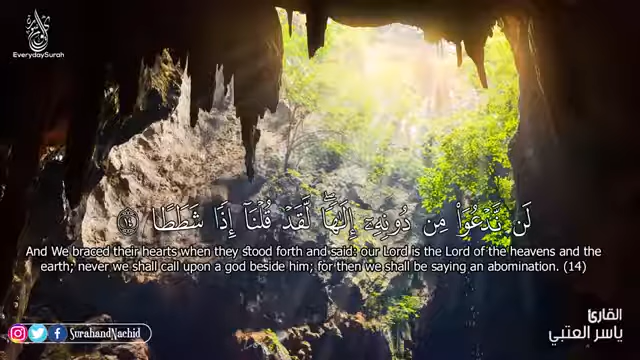 EverydaySurah
لَن نَّدْعُوَا۟ مِن دُونِهِۦٓ إِلَٰهًا ۖ لَّقَدْ قُلْنَآ إِذًا شَطَطًا ١٤
And We braced their hearts when they stood forth and said: our Lord is the Lord of the heavens and the
earth; never we shall call upon a god beside him; for then we shall be saying an abomination. (14)
القارئ
ياسر العتبي
SurahandNachid